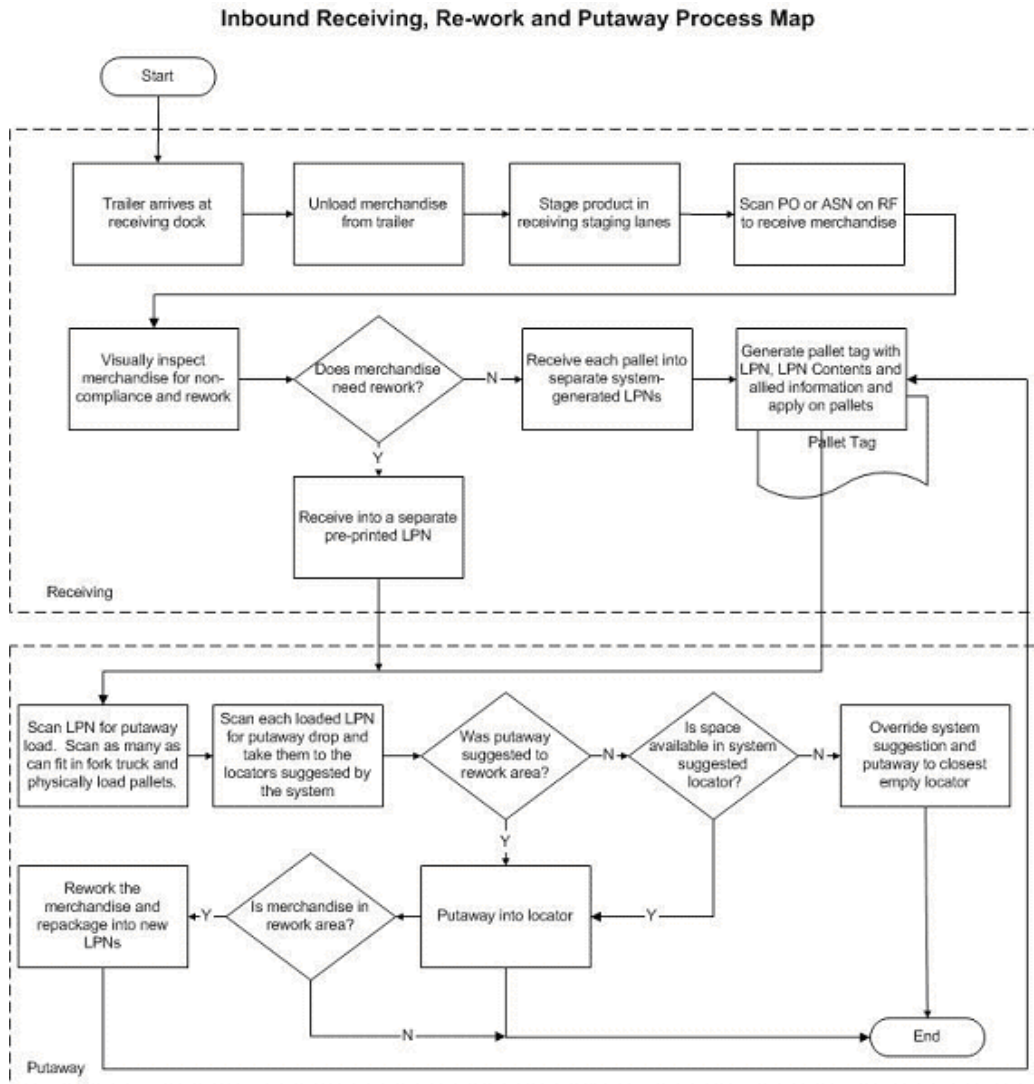 Inbound Receiving, Re-work and Putaway Process Map
Start
Trailer arrives at
receiving dock
Unload merchandise
from trailer
Stage product in
receiving staging lanes
Scan PO or ASN on RF
to receive merchandise
Visually inspect
merchandise for non-
compliance and rework
Does merchandise
need rework?
N
Receive each pallet into
separate system-
generated LPNs
Generate pallet tag with
LPN, LPN Contents and
allied information and
apply on pallets
Pallet Tag
Y
Receive into a separate
pre-printed LPN
Receiving
Scan LPN for putaway
load. Scan as many as
can fit in fork truck and
physically load pallets.
Scan each loaded LPN
for putaway drop and
take them to the
locators suggested by
the system
Was putaway
suggested to
rework area?
N
Is space
available in system
suggested
locator?
N
Override system
suggestion and
putaway to closest
empty locator
Y
Rework the
merchandise and
repackage into new
LPNs
Y
Is merchandise in
rework area?
Putaway into locator
Y
N
End
Putaway